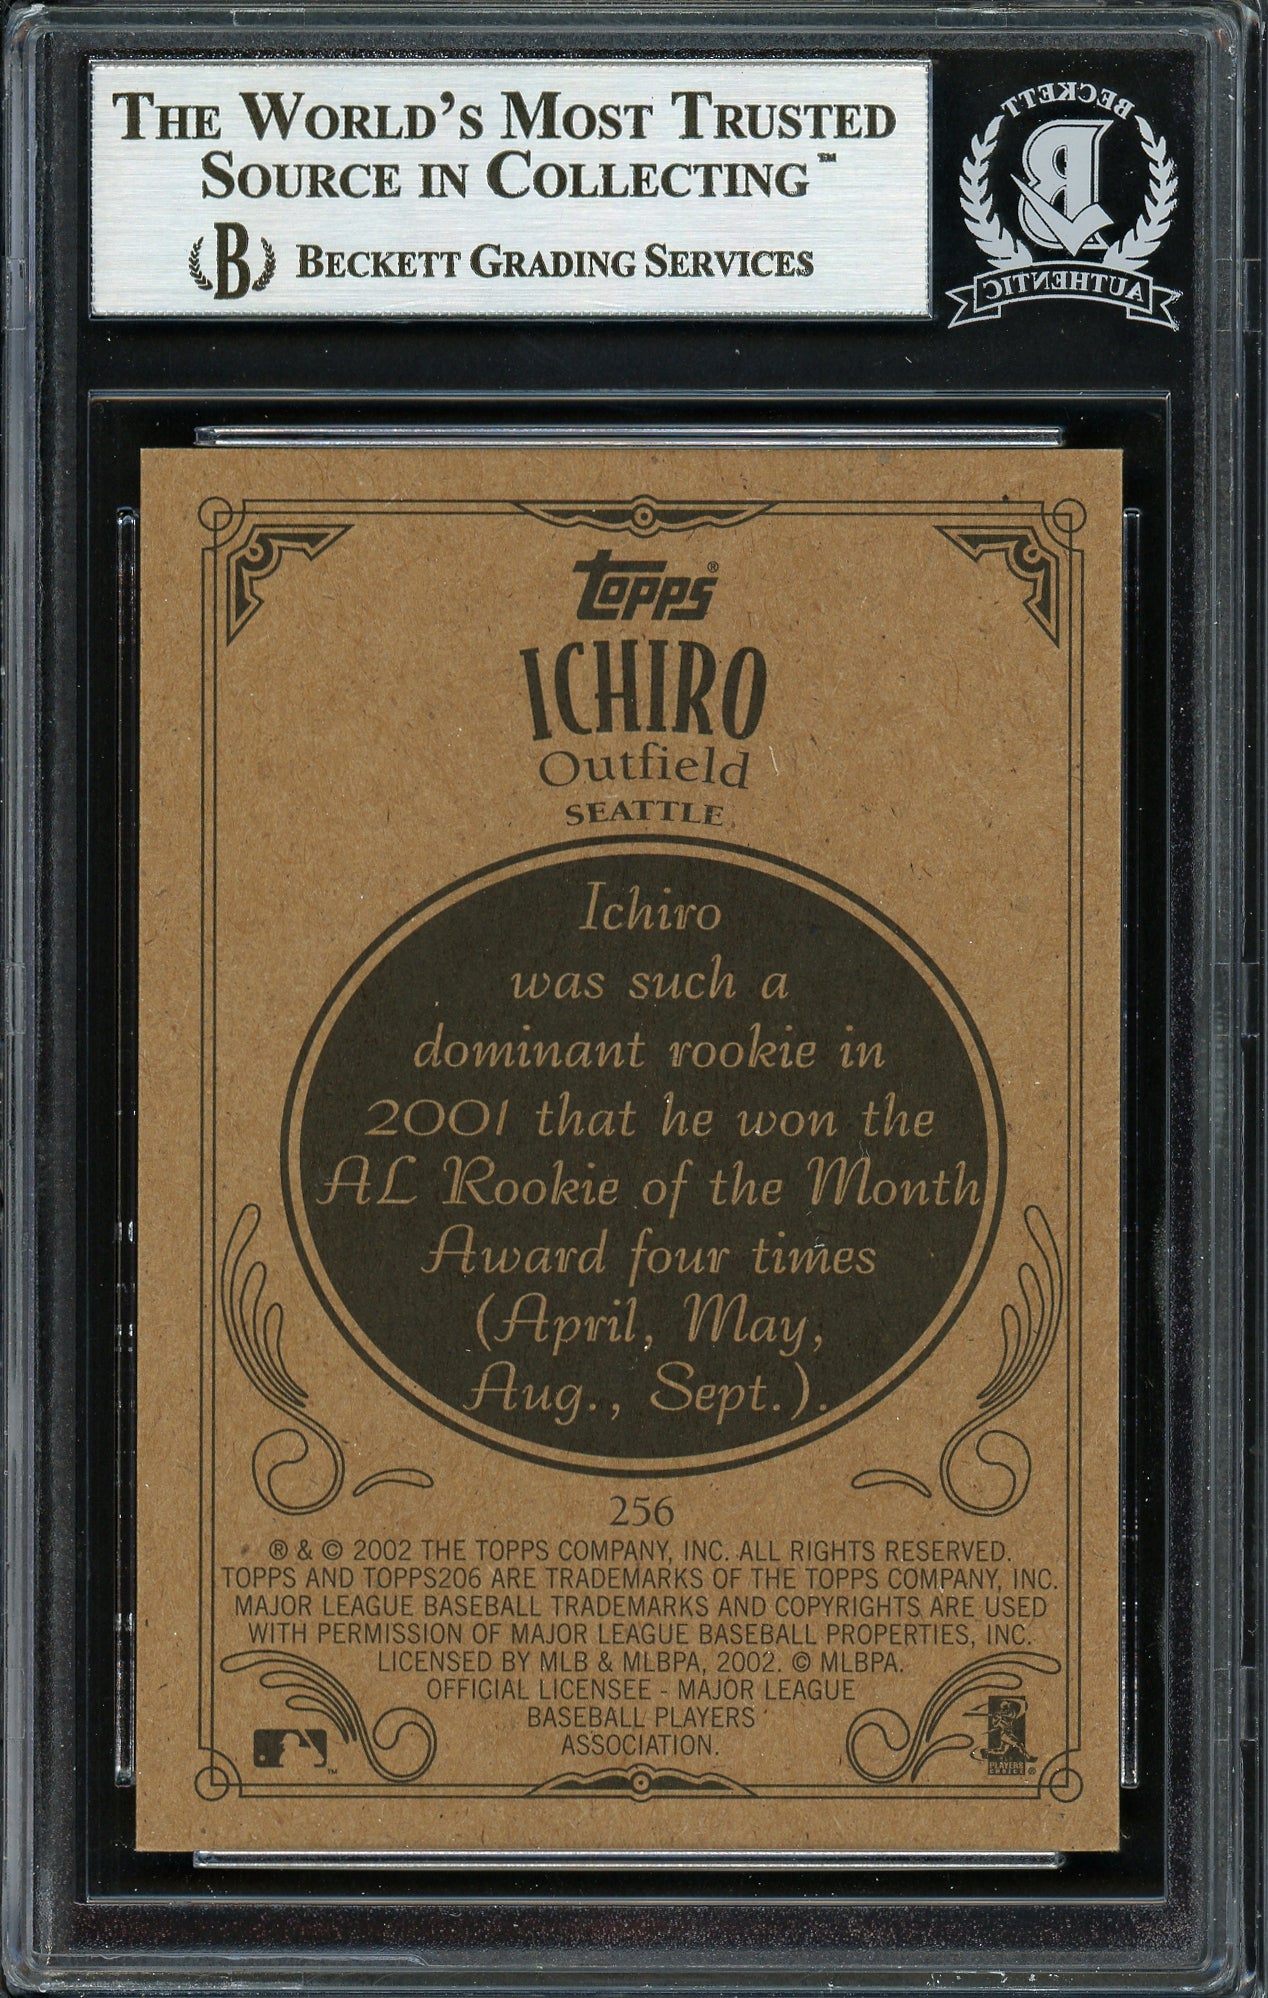 THE WORLD'S MOST TRUSTED
SOURCE IN COLLECTING™
B BECKETT GRADING SERVICES
BECKETT
B
AUTHENTIC
topps®
ICHIRO
Outfield
SEATTLE
Ichiro
was such a
dominant rookie in
2001 that he won the
AL Rookie of the Month
Award four times
(April, May,
Aug., Sept.).
256
® & © 2002 THE TOPPS COMPANY, INC. ALL RIGHTS RESERVED.
TOPPS AND TOPPS206 ARE TRADEMARKS OF THE TOPPS COMPANY, INC.
MAJOR LEAGUE BASEBALL TRADEMARKS AND COPYRIGHTS ARE USED
WITH PERMISSION OF MAJOR LEAGUE BASEBALL PROPERTIES, INC.
LICENSED BY MLB & MLBPA, 2002. © MLBPA.
OFFICIAL LICENSEE - MAJOR LEAGUE
BASEBALL PLAYERS
ASSOCIATION.
™
PLAYERS
CHOICE ®